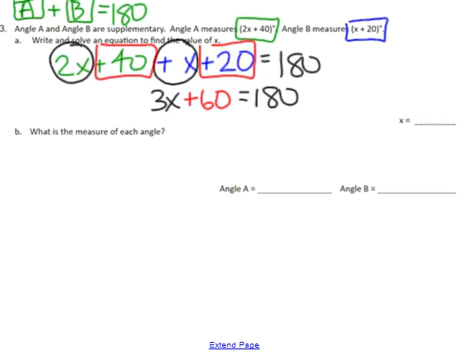 A + B = 180
3. Angle A and Angle B are supplementary. Angle A measures (2x + 40)°. Angle B measures (x + 20)°.
a. Write and solve an equation to find the value of x.
2x + 40 + x + 20 = 180
3x + 60 = 180
x = ________
b. What is the measure of each angle?
Angle A = ________________ Angle B = ________________
Extend Page